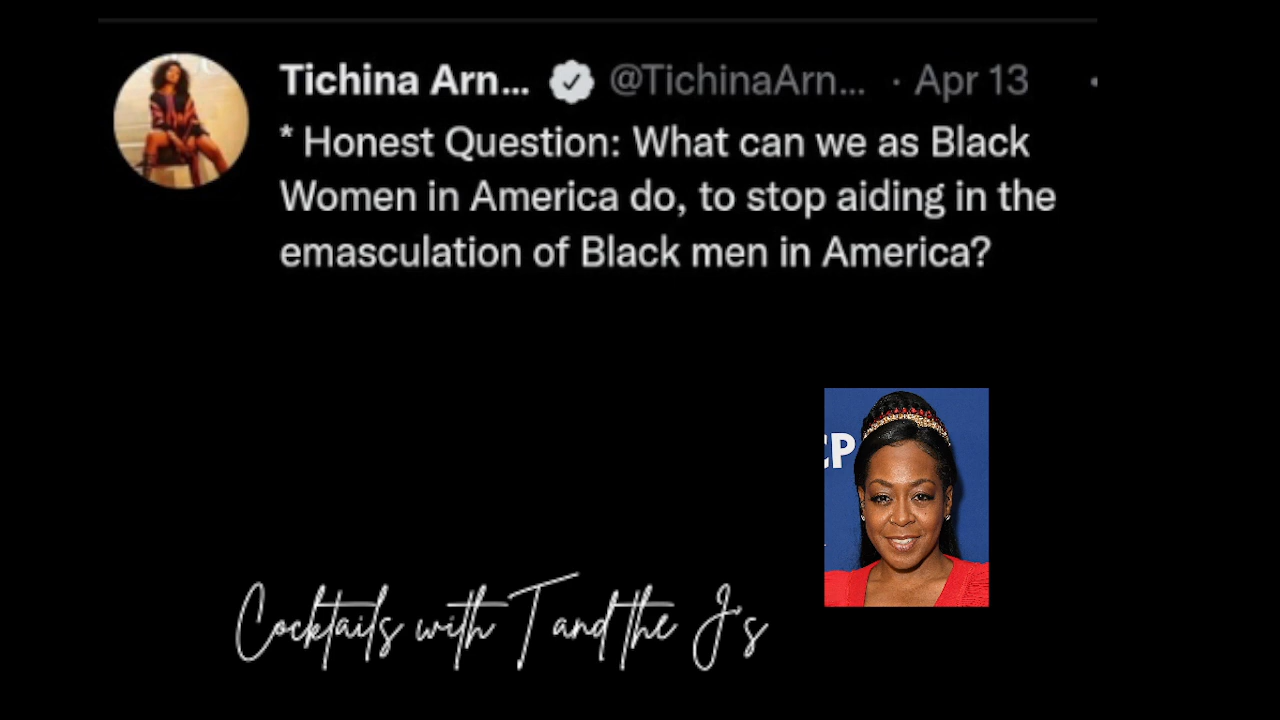 Tichina Arn... @TichinaArn... · Apr 13
* Honest Question: What can we as Black
Women in America do, to stop aiding in the
emasculation of Black men in America?
CP
Cocktails with T and the J's